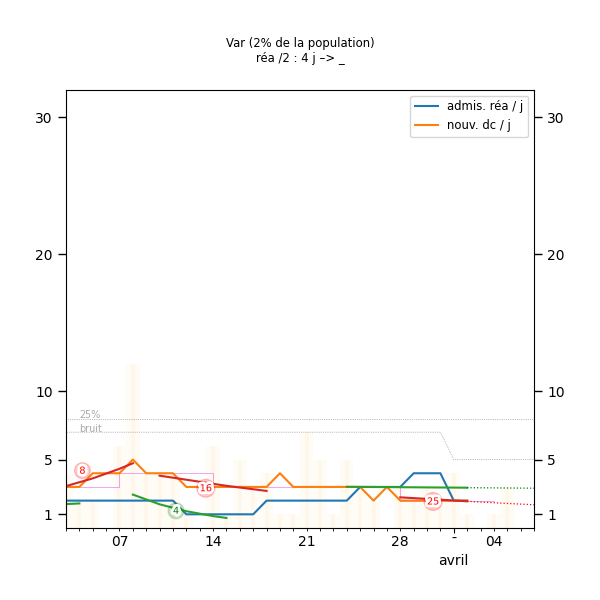 Var (2% de la population)
réa /2 : 4 j –> _
admis. réa / j
nouv. dc / j
30 30
20 20
10 10
25%
bruit
5 5
8
16
4
25
1 1
07 14 21 28 - 04
avril